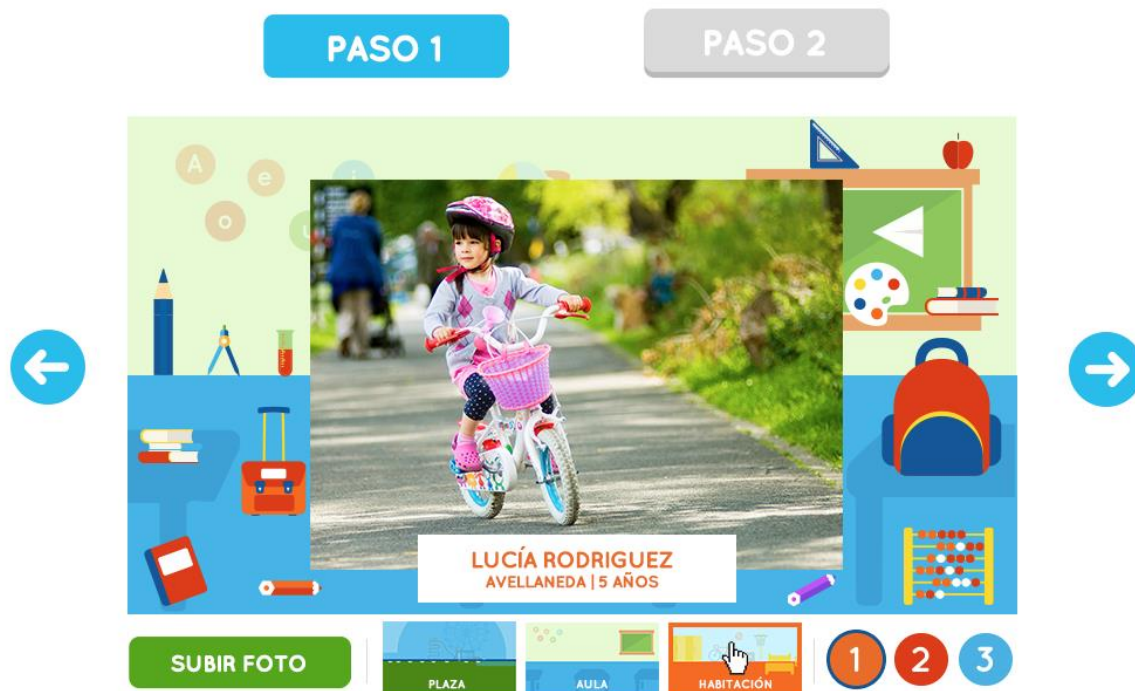 PASO 1
PASO 2
A
e
i
o
u
LUCÍA RODRIGUEZ
AVELLANEDA | 5 AÑOS
SUBIR FOTO
PLAZA
AULA
HABITACIÓN
1
2
3